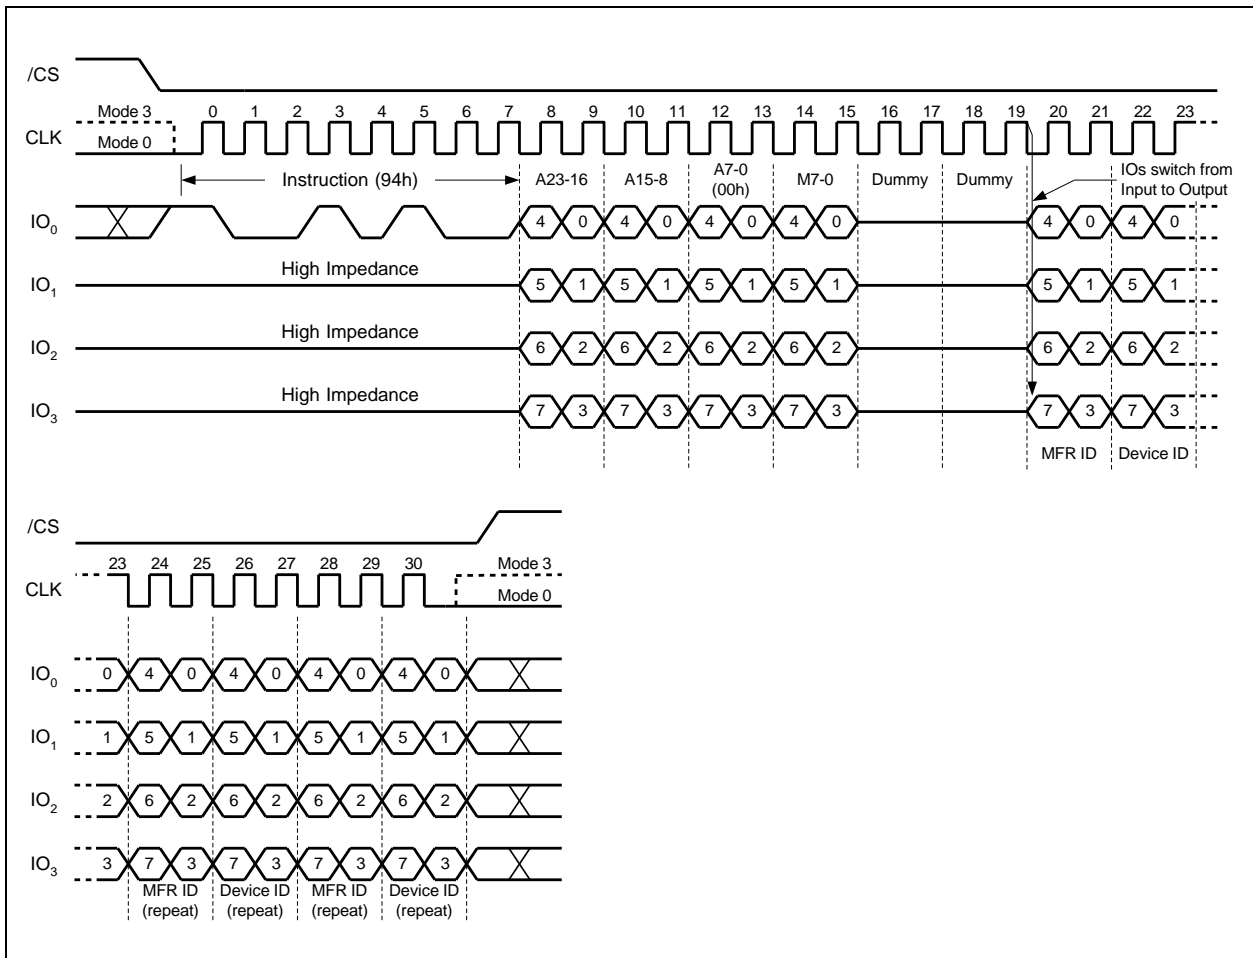 /CS
Mode 3 0 1 2 3 4 5 6 7 8 9 10 11 12 13 14 15 16 17 18 19 20 21 22 23
CLK Mode 0
Instruction (94h) A23-16 A15-8 A7-0 (00h) M7-0 Dummy Dummy IOs switch from Input to Output
IO0 4 0 4 0 4 0 4 0 4 0 4 0
High Impedance
IO1 5 1 5 1 5 1 5 1 5 1 5 1
High Impedance
IO2 6 2 6 2 6 2 6 2 6 2 6 2
High Impedance
IO3 7 3 7 3 7 3 7 3 7 3 7 3
MFR ID Device ID
/CS
23 24 25 26 27 28 29 30 Mode 3
CLK Mode 0
IO0 0 4 0 4 0 4 0 4 0
IO1 1 5 1 5 1 5 1 5 1
IO2 2 6 2 6 2 6 2 6 2
IO3 3 7 3 7 3 7 3 7 3
MFR ID Device ID MFR ID Device ID
(repeat) (repeat) (repeat) (repeat)